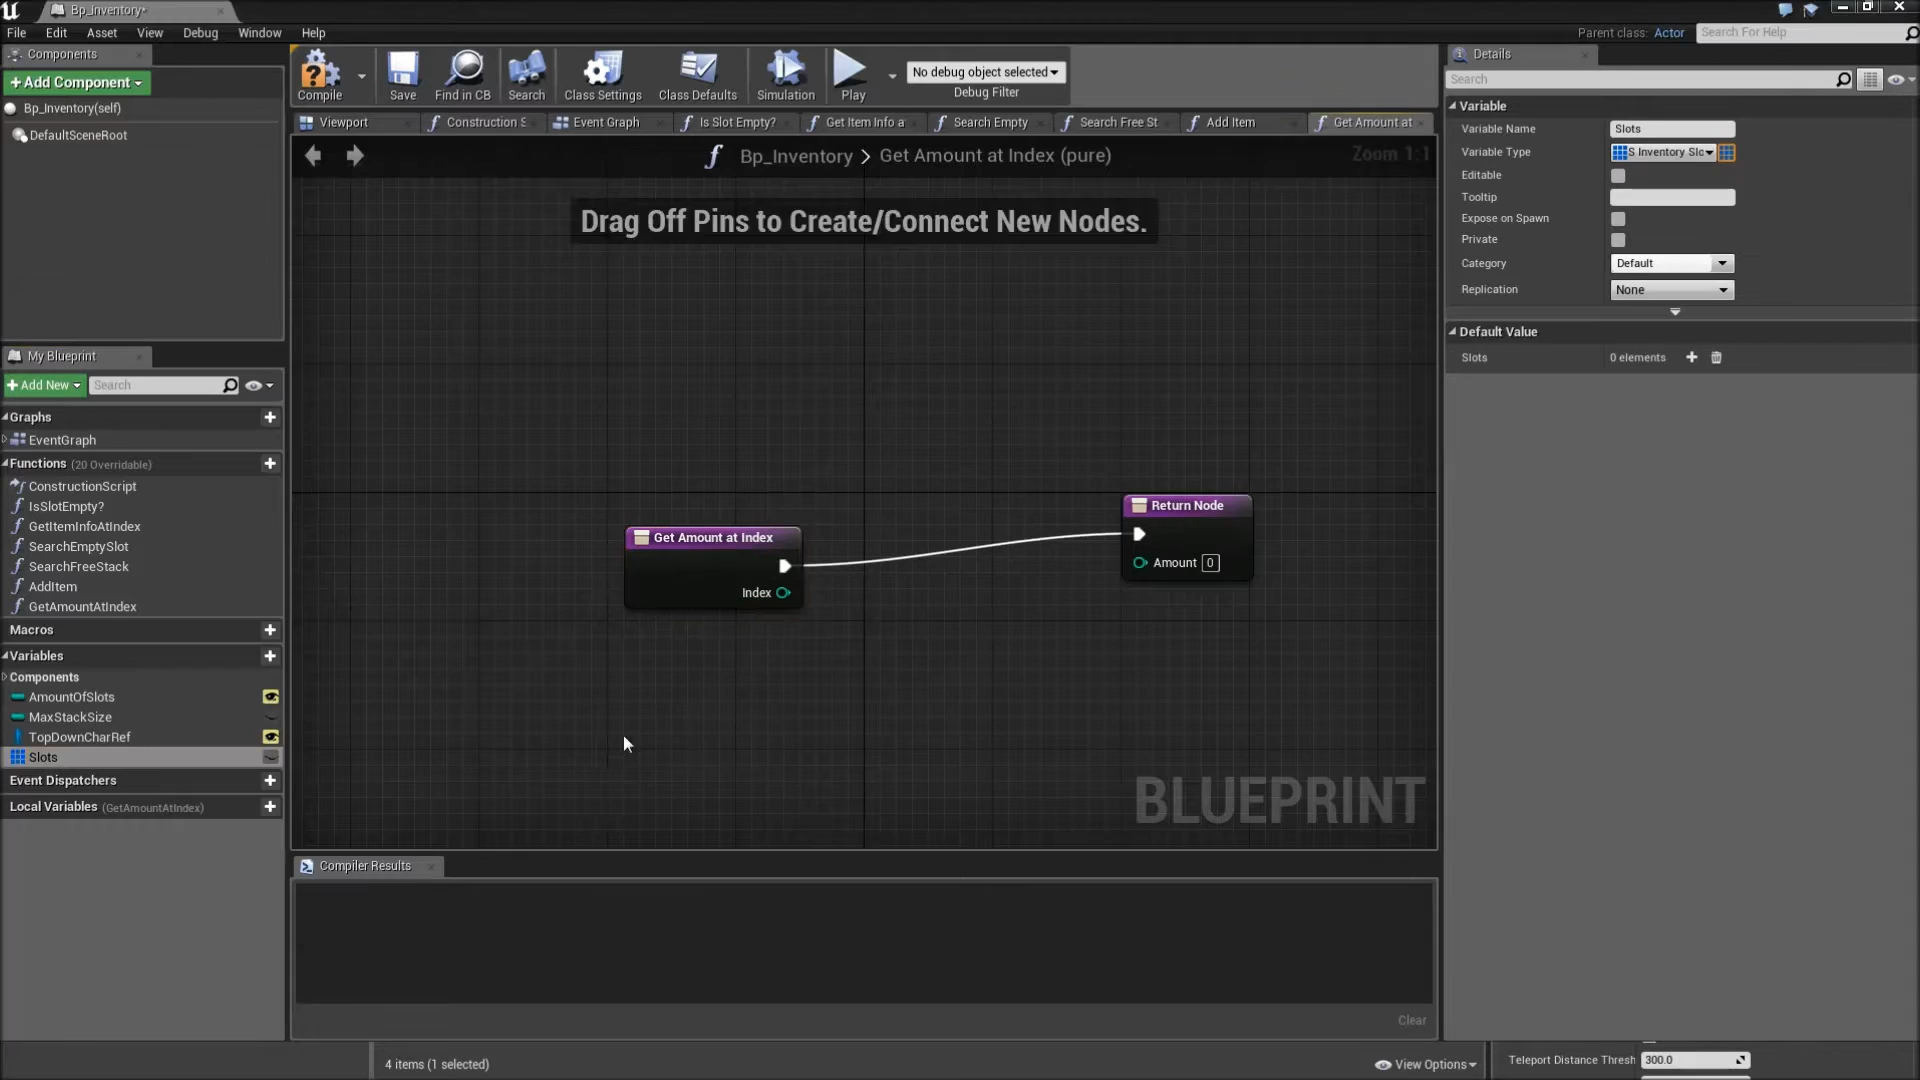 Bp_Inventory*
File Edit Asset View Debug Window Help
Parent class: Actor
Search For Help
Components
+Add Component
Bp_Inventory(self)
DefaultSceneRoot
Compile
Save
Find in CB
Search
Class Settings
Class Defaults
Simulation
Play
No debug object selected
Debug Filter
Viewport
Construction S
Event Graph
Is Slot Empty?
Get Item Info a
Search Empty
Search Free St
Add Item
Get Amount at
Bp_Inventory > Get Amount at Index (pure)
Zoom 1:1
Drag Off Pins to Create/Connect New Nodes.
Get Amount at Index
Index
Return Node
Amount 0
BLUEPRINT
My Blueprint
+Add New
Search
Graphs
EventGraph
Functions (20 Overridable)
ConstructionScript
IsSlotEmpty?
GetItemInfoAtIndex
SearchEmptySlot
SearchFreeStack
AddItem
GetAmountAtIndex
Macros
Variables
Components
AmountOfSlots
MaxStackSize
TopDownCharRef
Slots
Event Dispatchers
Local Variables (GetAmountAtIndex)
Compiler Results
Clear
4 items (1 selected)
View Options
Details
Search
Variable
Variable Name Slots
Variable Type S Inventory Slc
Editable
Tooltip
Expose on Spawn
Private
Category Default
Replication None
Default Value
Slots 0 elements
Teleport Distance Thresh 300.0